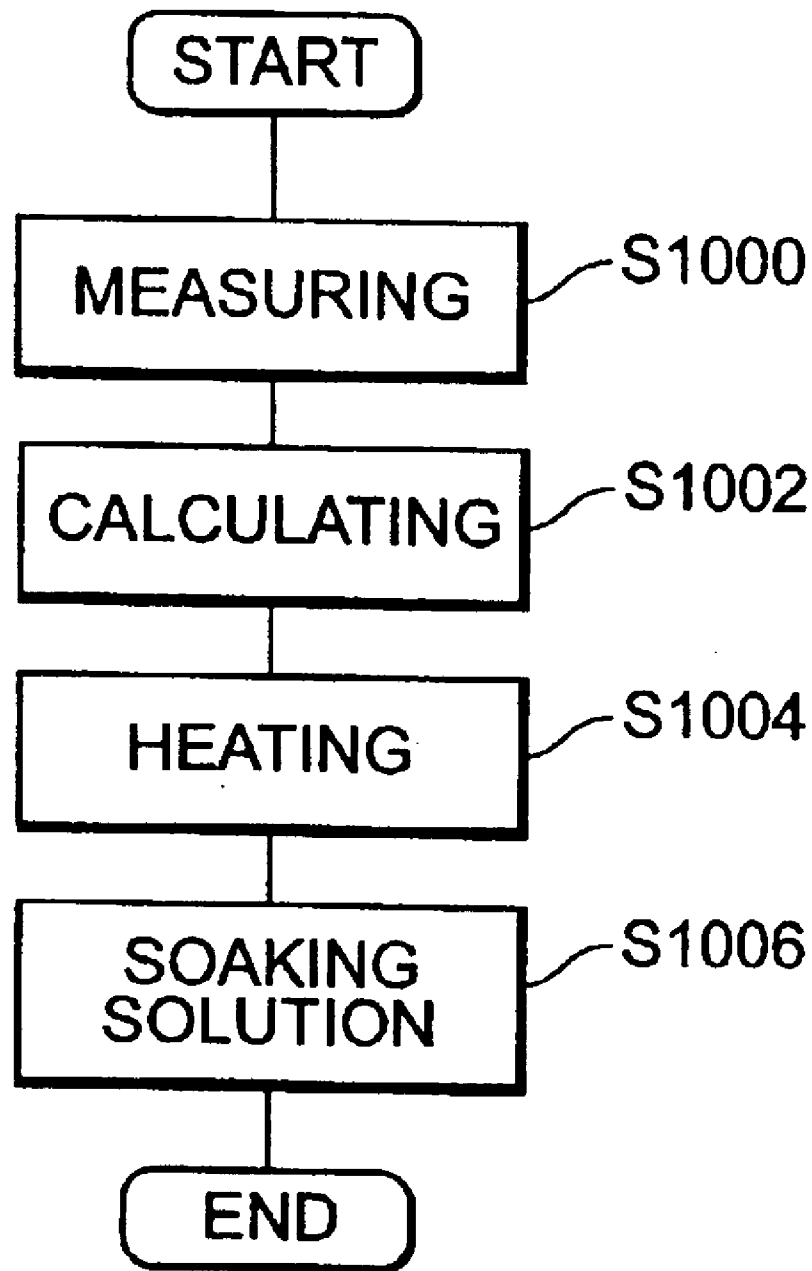 START
MEASURING
S1000
CALCULATING
S1002
HEATING
S1004
SOAKING
SOLUTION
S1006
END